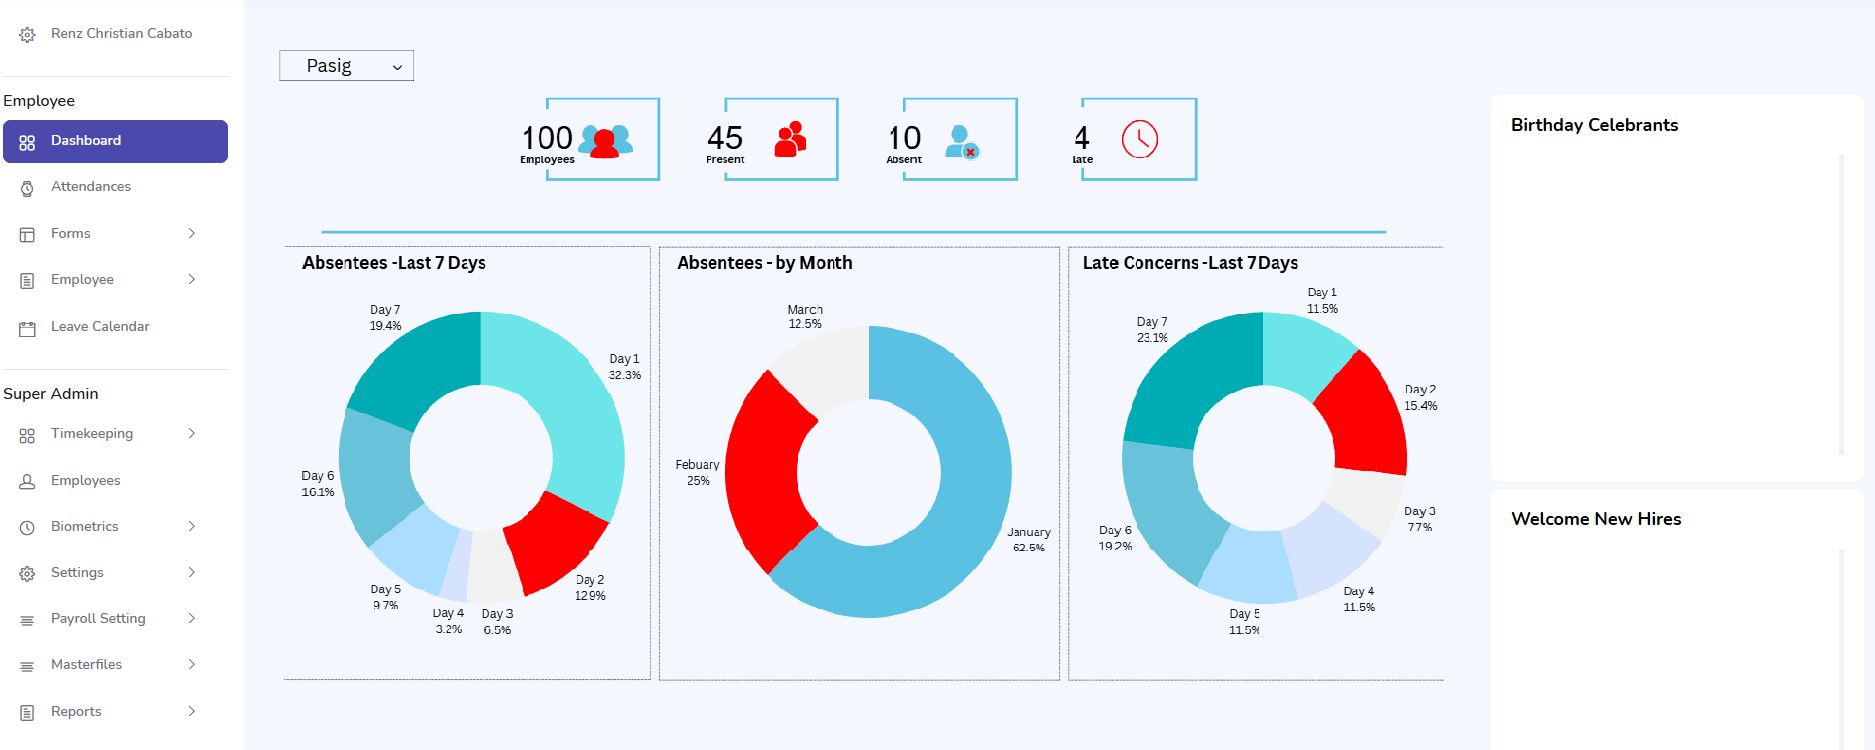 Renz Christian Cabato
Employee
Dashboard
Attendances
Forms
Employee
Leave Calendar
Super Admin
Timekeeping
Employees
Biometrics
Settings
Payroll Setting
Masterfiles
Reports
Pasig
100
Employees
45
Present
10
Absent
4
Late
Absentees -Last 7 Days
Day 7
19.4%
Day 1
32.3%
Day 6
16.1%
Day 5
9.7%
Day 4
3.2%
Day 3
6.5%
Day 2
12.9%
Absentees - by Month
March
12.5%
Febuary
25%
January
62.5%
Late Concerns -Last 7 Days
Day 1
11.5%
Day 7
23.1%
Day 2
15.4%
Day 3
7.7%
Day 6
19.2%
Day 4
11.5%
Day 5
11.5%
Birthday Celebrants
Welcome New Hires